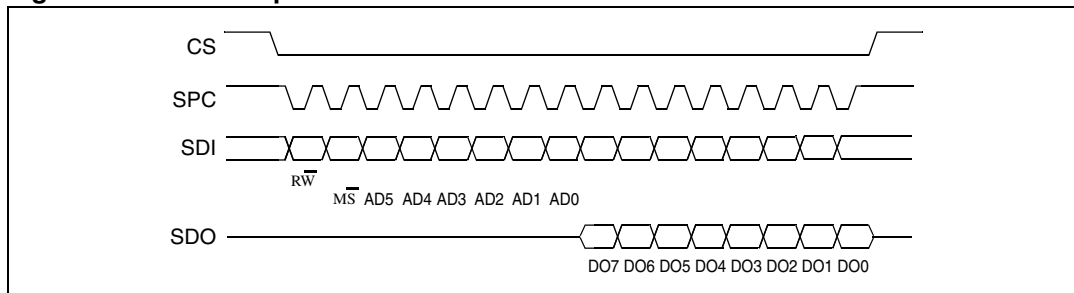 CS
SPC
SDI
RW̅
MS̅ AD5 AD4 AD3 AD2 AD1 AD0
SDO
DO7 DO6 DO5 DO4 DO3 DO2 DO1 DO0